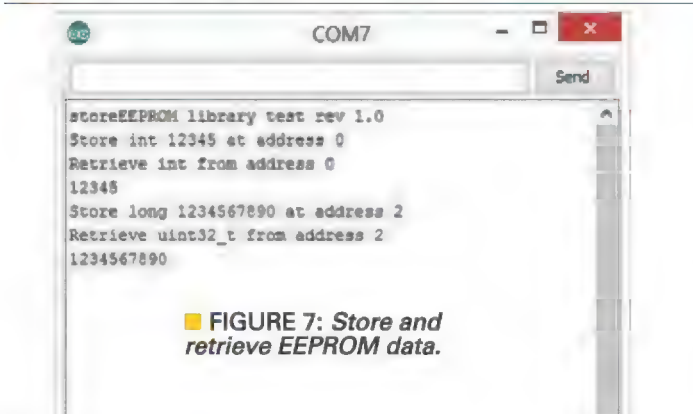 COM7
Send
storeEEPROM library test rev 1.0
Store int 12345 at address 0
Retrieve int from address 0
12345
Store long 1234567890 at address 2
Retrieve uint32_t from address 2
1234567890
FIGURE 7: Store and
retrieve EEPROM data.